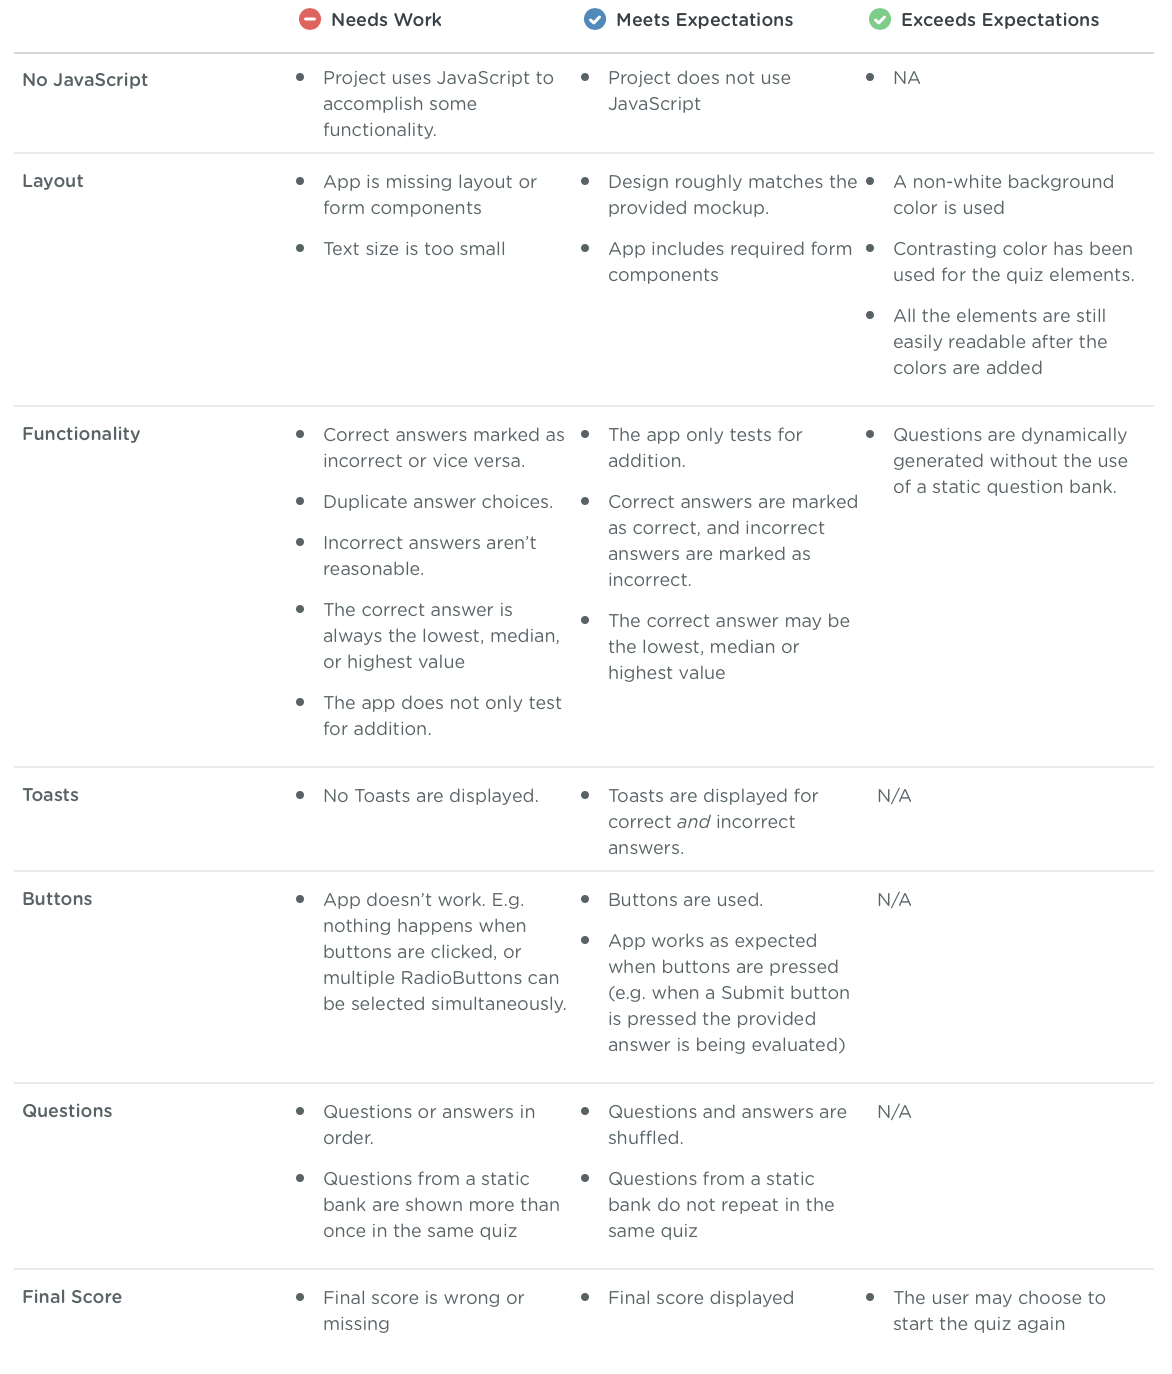 Needs Work
Meets Expectations
Exceeds Expectations
No JavaScript
Project uses JavaScript to
accomplish some
functionality.
Project does not use
JavaScript
NA
Layout
App is missing layout or
form components
Text size is too small
Design roughly matches the
provided mockup.
App includes required form
components
A non-white background
color is used
Contrasting color has been
used for the quiz elements.
All the elements are still
easily readable after the
colors are added
Functionality
Correct answers marked as
incorrect or vice versa.
Duplicate answer choices.
Incorrect answers aren’t
reasonable.
The correct answer is
always the lowest, median,
or highest value
The app does not only test
for addition.
The app only tests for
addition.
Correct answers are marked
as correct, and incorrect
answers are marked as
incorrect.
The correct answer may be
the lowest, median or
highest value
Questions are dynamically
generated without the use
of a static question bank.
Toasts
No Toasts are displayed.
Toasts are displayed for
correct and incorrect
answers.
N/A
Buttons
App doesn’t work. E.g.
nothing happens when
buttons are clicked, or
multiple RadioButtons can
be selected simultaneously.
Buttons are used.
App works as expected
when buttons are pressed
(e.g. when a Submit button
is pressed the provided
answer is being evaluated)
N/A
Questions
Questions or answers in
order.
Questions from a static
bank are shown more than
once in the same quiz
Questions and answers are
shuffled.
Questions from a static
bank do not repeat in the
same quiz
N/A
Final Score
Final score is wrong or
missing
Final score displayed
The user may choose to
start the quiz again